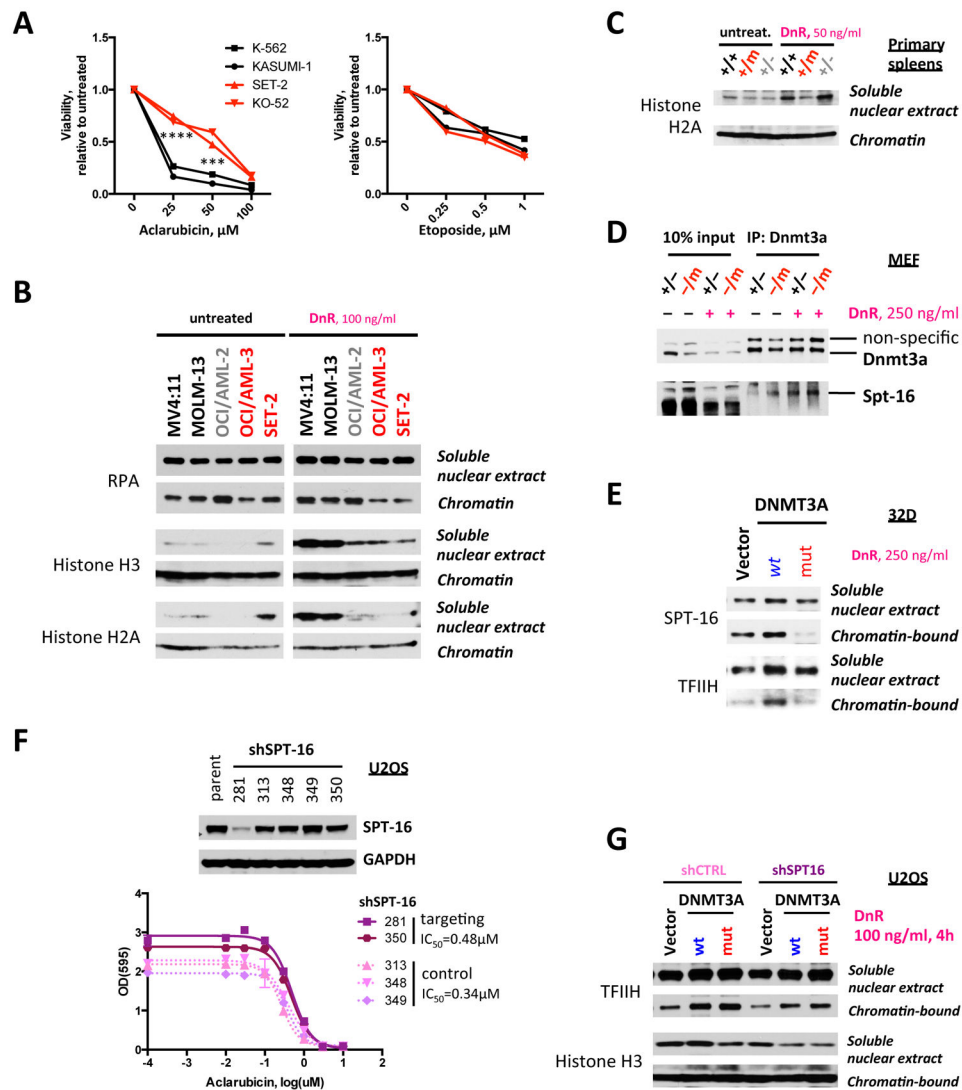 A
Viability,
relative to untreated
1.0
0.5
0.0
0
25
50
100
Aclarubicin, µM
****
***
K-562
KASUMI-1
SET-2
KO-52
Viability,
relative to untreated
1.0
0.5
0.0
0
0.25
0.5
1
Etoposide, µM
B
untreated
DnR, 100 ng/ml
MV4:11
MOLM-13
OCI/AML-2
OCI/AML-3
SET-2
MV4:11
MOLM-13
OCI/AML-2
OCI/AML-3
SET-2
RPA
Soluble
nuclear extract
Chromatin
Histone H3
Soluble
nuclear extract
Chromatin
Histone H2A
Soluble
nuclear extract
Chromatin
C
untreat.
DnR, 50 ng/ml
Primary
spleens
+/+
+/m
+/-
+/+
+/m
+/-
Histone
H2A
Soluble
nuclear extract
Chromatin
D
10% input
IP: Dnmt3a
MEF
+/−
−/m
+/−
−/m
+/−
−/m
+/−
−/m
− − + + − − + + DnR, 250 ng/ml
non-specific
Dnmt3a
Spt-16
E
DNMT3A
32D
Vector
wt
mut
DnR, 250 ng/ml
SPT-16
Soluble
nuclear extract
Chromatin-bound
TFIIH
Soluble
nuclear extract
Chromatin-bound
F
shSPT-16
U2OS
parent
281
313
348
349
350
SPT-16
GAPDH
OD(595)
3
2
1
0
-4
-3
-2
-1
0
1
2
Aclarubicin, log(uM)
shSPT-16
281
350
targeting
IC50=0.48µM
313
348
349
control
IC50=0.34µM
G
shCTRL
shSPT16
U2OS
DNMT3A
DNMT3A
Vector
wt
mut
Vector
wt
mut
DnR
100 ng/ml, 4h
TFIIH
Soluble
nuclear extract
Chromatin-bound
Histone H3
Soluble
nuclear extract
Chromatin-bound